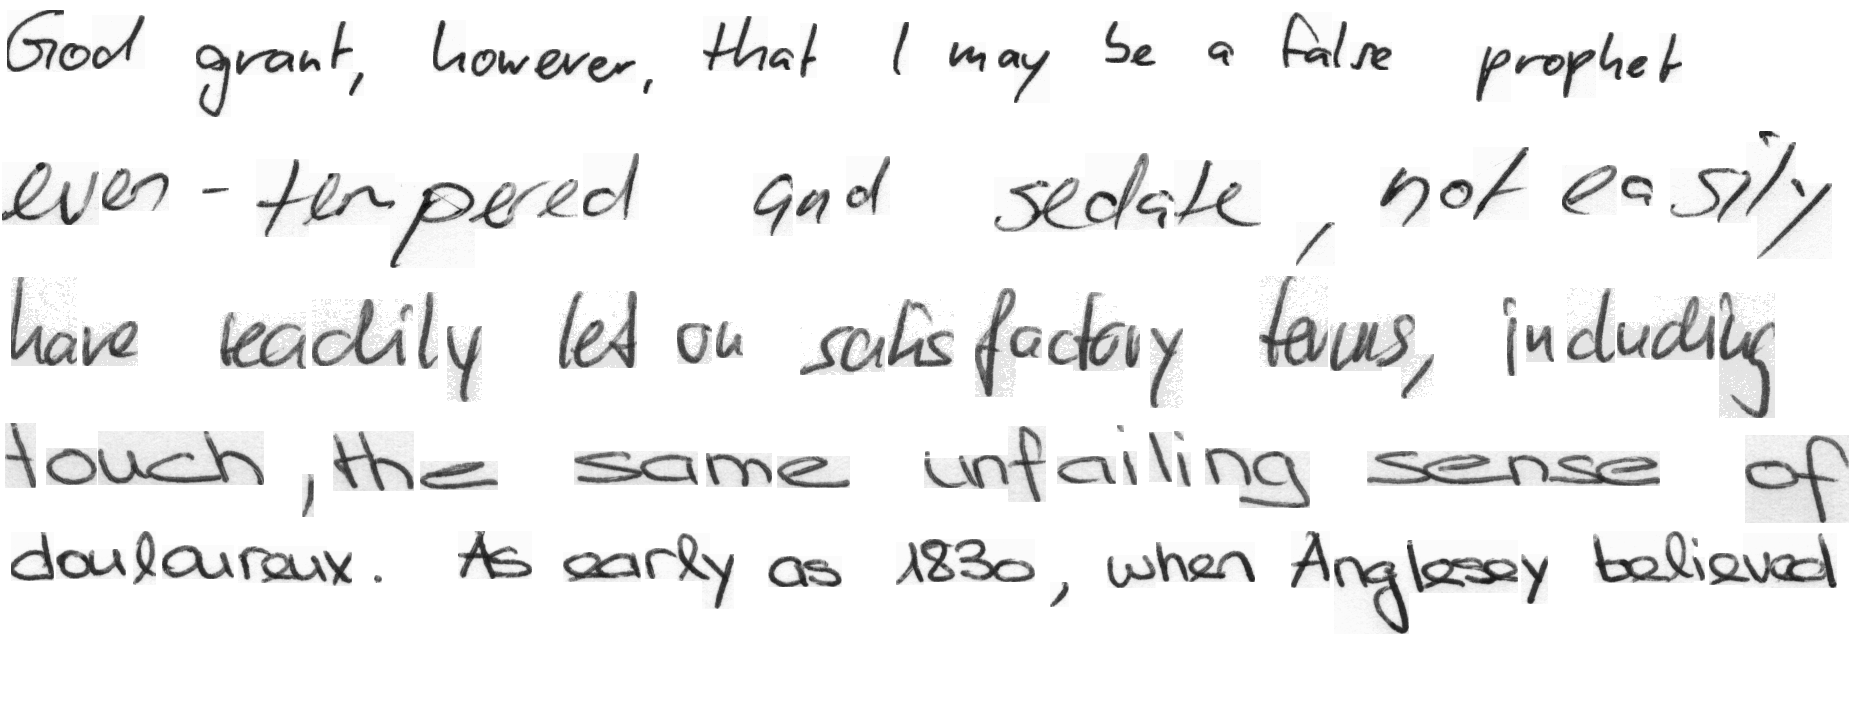 God grant, however, that I may be a false prophet
even-tempered and sedate, not easily
have readily let on satisfactory terms, including
touch, the same unfailing sense of
douloureux. As early as 1830, when Anglesey believed